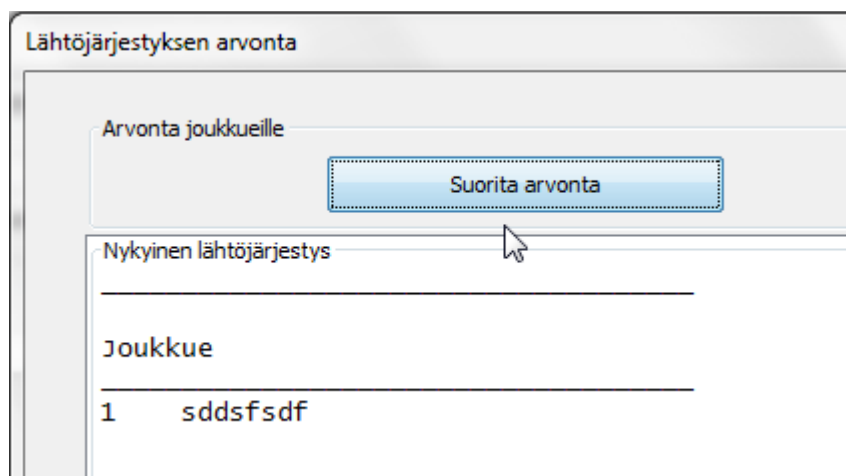 Lähtöjärjestyksen arvonta
Arvonta joukkueille
Suorita arvonta
Nykyinen lähtöjärjestys
Joukkue
1 sddsfsdf